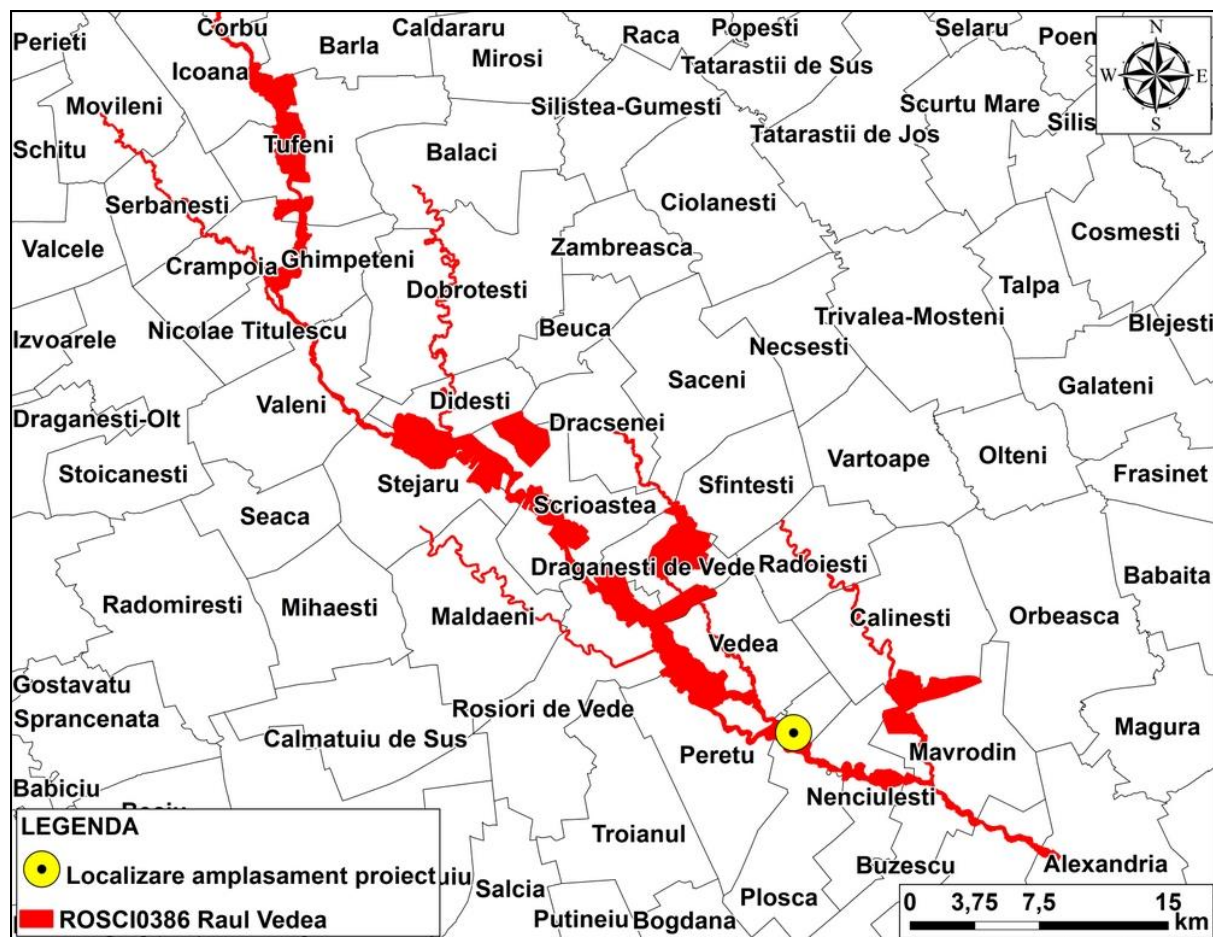 Corbu
Caldararu
Raca
Popesti
Selaru
Perieti
Barla
Mirosi
Poen
N
Icoana
Tatarastii de Sus
W
E
S
Movileni
Silistea-Gumesti
Scurtu Mare
Silis
Schitu
Tufeni
Balaci
Tatarastii de Jos
Serbanesti
Ciolanesti
Valcele
Crampoia
Ghimpeteni
Zambreasca
Cosmesti
Dobrotesti
Talpa
Izvoarele
Nicolae Titulescu
Beuca
Trivalea-Mosteni
Blejesti
Necsesti
Saceni
Galateni
Draganesti-Olt
Valeni
Didesti
Dracsenei
Stoicanesti
Vartoape
Olteni
Frasinet
Stejaru
Sfintesti
Seaca
Scrioastea
Draganesti de Vede
Radoiesti
Babaita
Radomiresti
Mihaesti
Maldaeni
Calinesti
Orbeasca
Vedea
Gostavatu
Sprancenata
Rosiori de Vede
Magura
Calmatuiu de Sus
Peretu
Mavrodin
Babiciu
Nenciulesti
LEGENDA
Troianul
Localizare amplasament proiectuiu
Buzescu
Alexandria
Salcia
Plosca
ROSCI0386 Raul Vedea
Putineiu
Bogdana
0 3,75 7,5 15
km